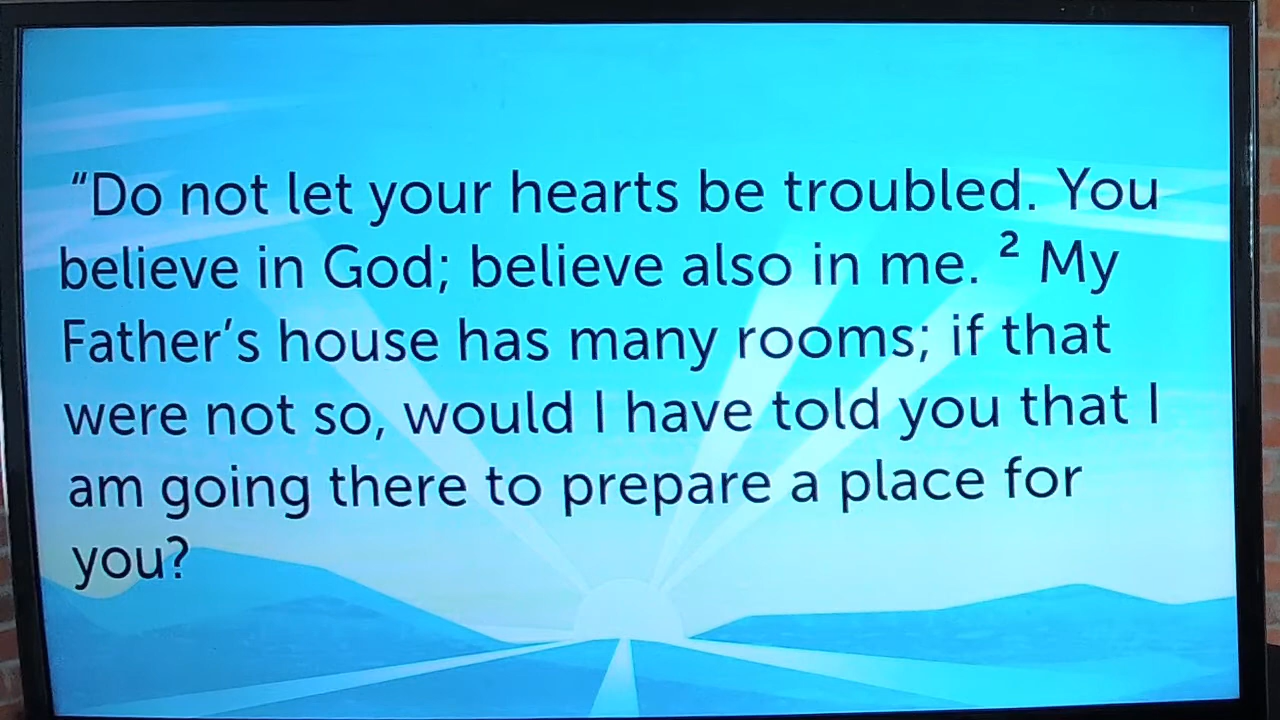 “Do not let your hearts be troubled. You
believe in God; believe also in me. ² My
Father’s house has many rooms; if that
were not so, would I have told you that I
am going there to prepare a place for
you?